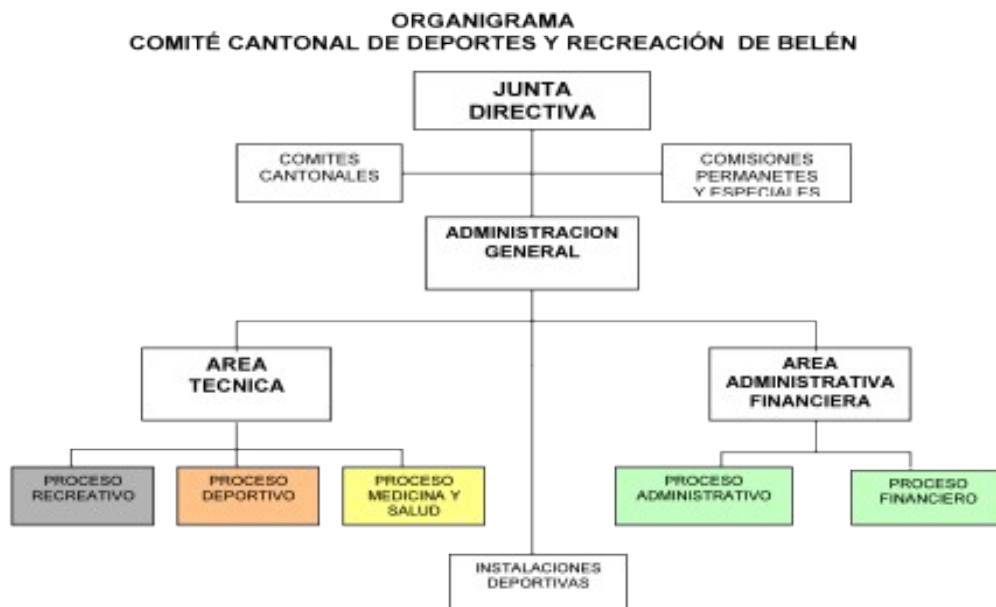 ORGANIGRAMA
COMITÉ CANTONAL DE DEPORTES Y RECREACIÓN DE BELÉN
JUNTA
DIRECTIVA
COMITES
CANTONALES
COMISIONES
PERMANETES
Y ESPECIALES
ADMINISTRACION
GENERAL
AREA
TECNICA
AREA
ADMINISTRATIVA
FINANCIERA
PROCESO
RECREATIVO
PROCESO
DEPORTIVO
PROCESO
MEDICINA Y
SALUD
PROCESO
ADMINISTRATIVO
PROCESO
FINANCIERO
INSTALACIONES
DEPORTIVAS